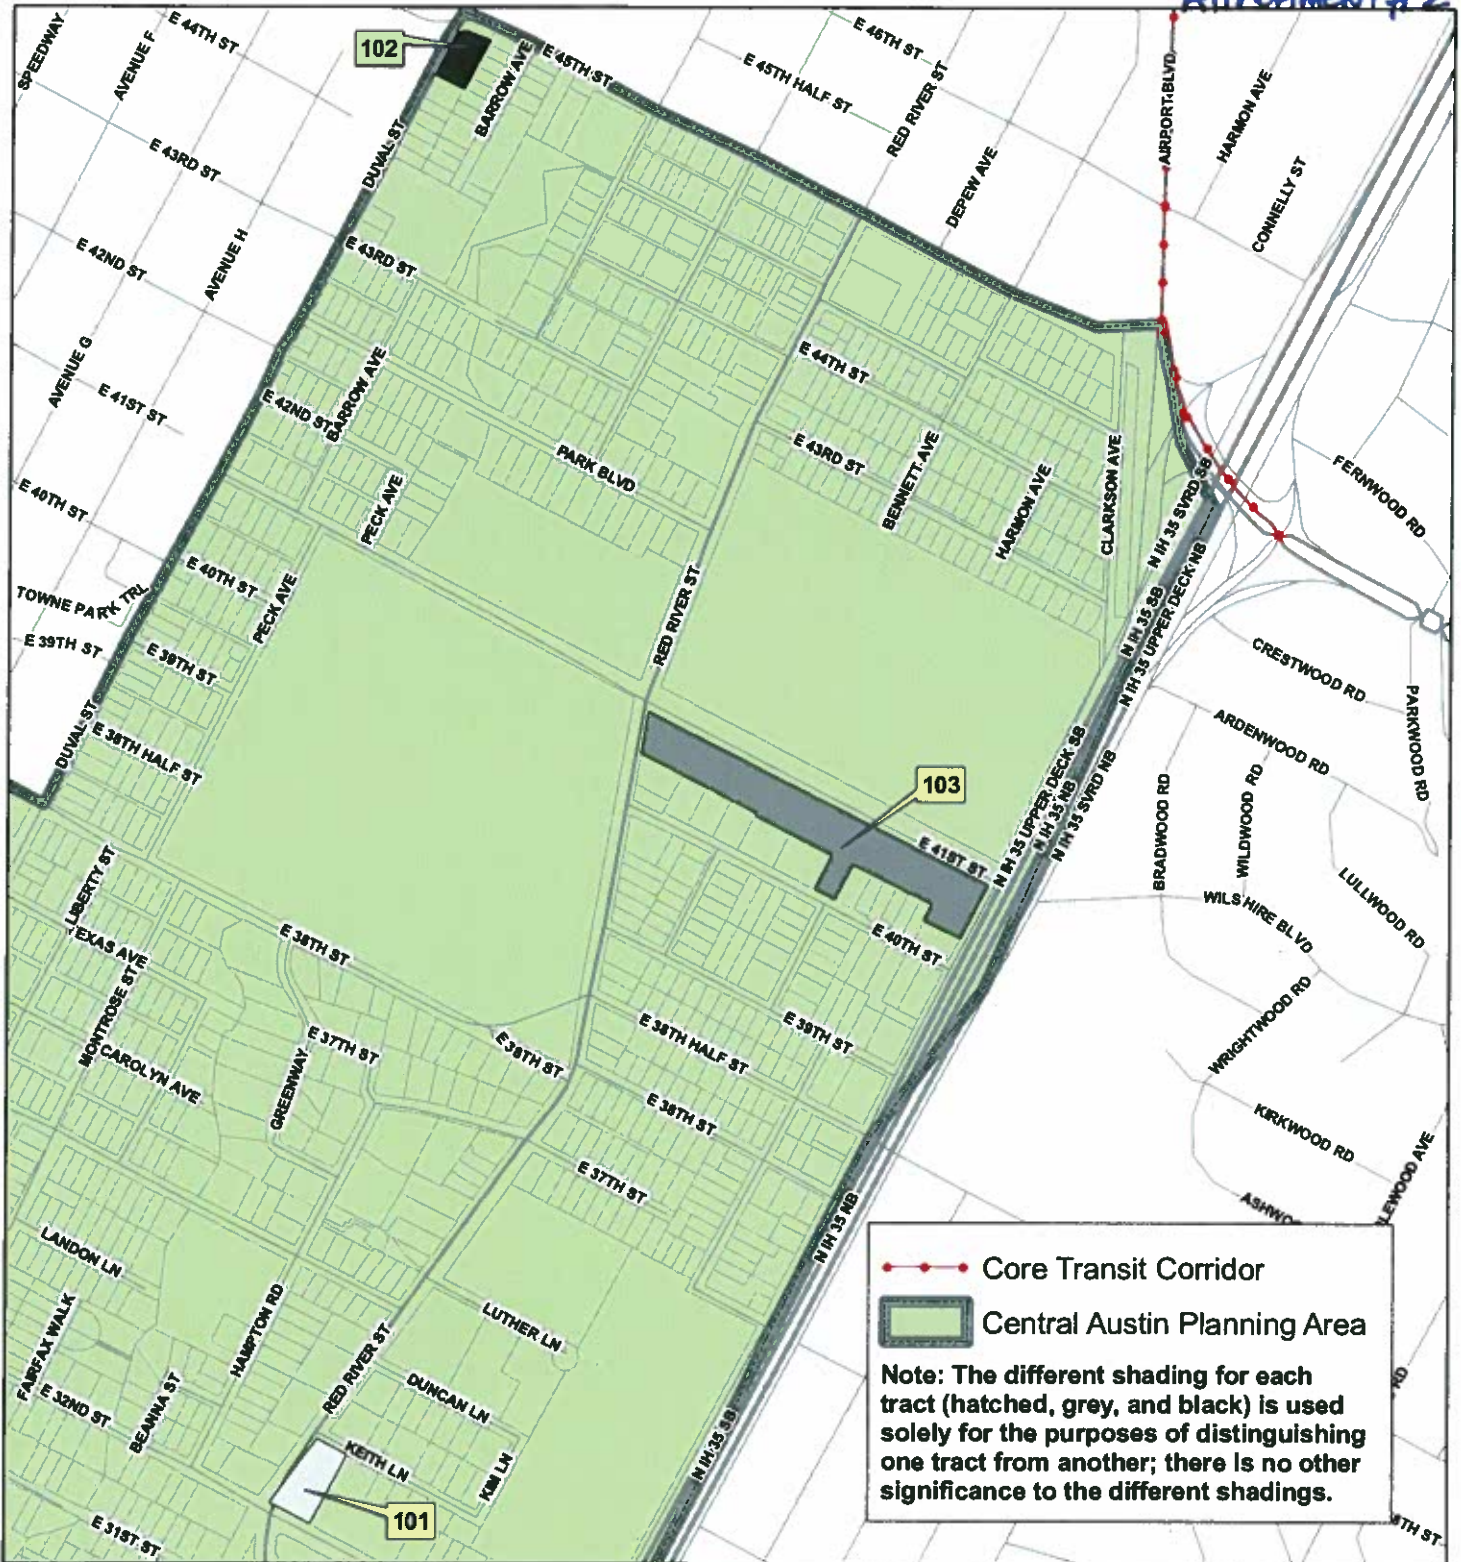 Attachment # 2
SPEEDWAY
E 44TH ST
AVENUE F
102
BARROW AVE
E 45TH ST
E 46TH ST
E 45TH HALF ST
RED RIVER ST
AIRPORT BLVD
HARMON AVE
DEPEW AVE
CONNELLY ST
E 43RD ST
DUVAL ST
E 42ND ST
AVENUE H
E 43RD ST
AVENUE G
E 41ST ST
BARROW AVE
E 42ND ST
E 44TH ST
E 43RD ST
BENNETT AVE
HARMON AVE
CLARKSON AVE
PARK BLVD
PECK AVE
E 40TH ST
N IH 35 SVRD SB
FERNWOOD RD
N IH 35 SB
N IH 35 UPPER DECK NB
E 40TH ST
PECK AVE
TOWNE PARK TRL
E 39TH ST
E 39TH ST
RED RIVER ST
CRESTWOOD RD
PARKWOOD RD
ARDENWOOD RD
DUVAL ST
E 38TH HALF ST
103
E 41ST ST
N IH 35 UPPER DECK SB
N IH 35 NB
N IH 35 SVRD NB
BRADWOOD RD
WILDWOOD RD
LULLWOOD RD
WILSHIRE BLVD
LIBERTY ST
TEXAS AVE
E 38TH ST
E 40TH ST
MONTROSE ST
CAROLYN AVE
GREENWAY
E 37TH ST
E 38TH ST
E 38TH HALF ST
E 39TH ST
WRIGHTWOOD RD
E 38TH ST
E 37TH ST
KIRKWOOD RD
ASHWO
LEWOOD AVE
N IH 35 NB
LANDON LN
FAIRFAX WALK
HAMPTON RD
LUTHER LN
RED RIVER ST
DUNCAN LN
E 32ND ST
BEANNA ST
KEITH LN
KIM LN
N IH 35 SB
101
E 31ST ST
Core Transit Corridor
Central Austin Planning Area
Note: The different shading for each
tract (hatched, grey, and black) is used
solely for the purposes of distinguishing
one tract from another; there is no other
significance to the different shadings.
RD
TH ST